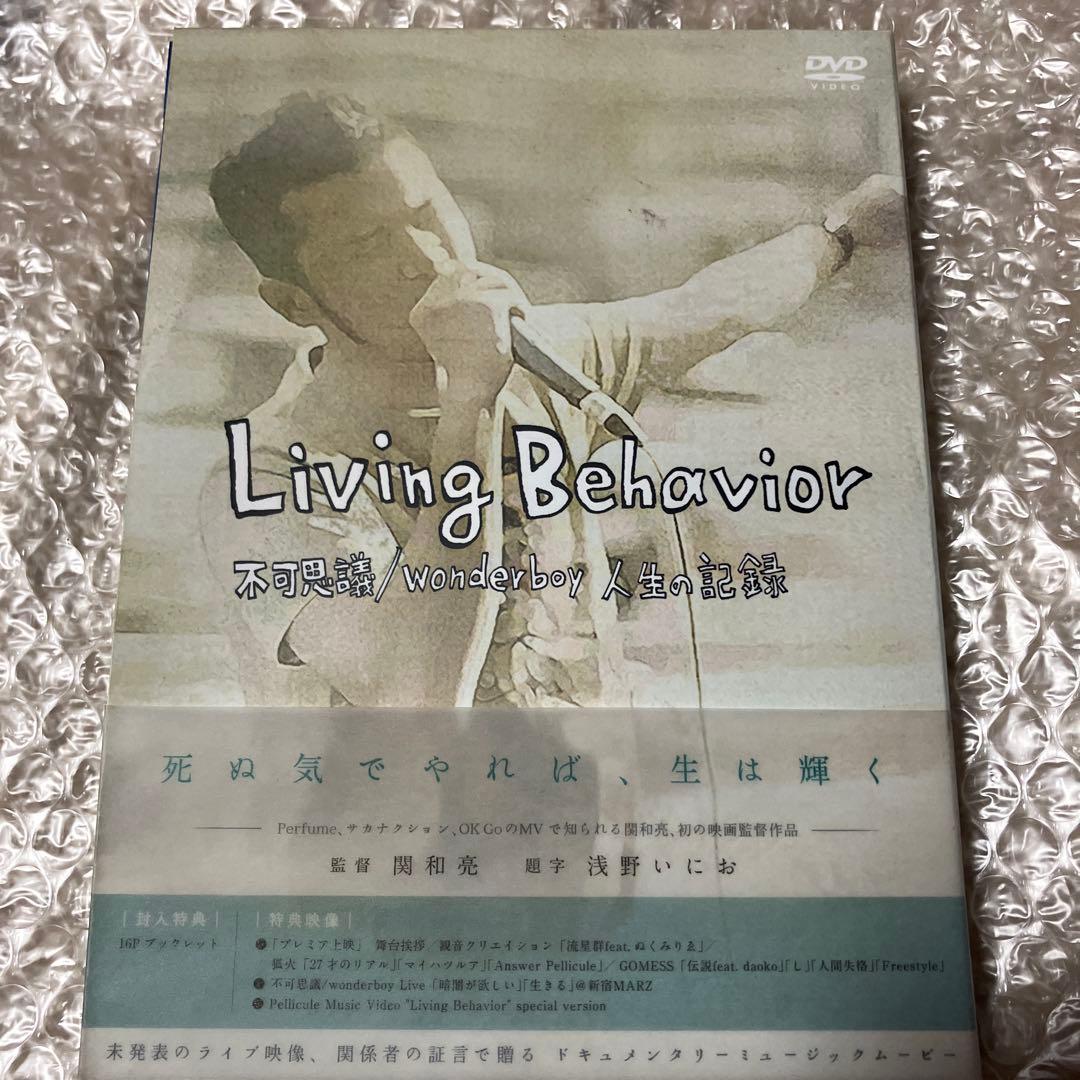 DVD
VIDEO
Living Behavior
不可思議/wonderboy 人生の記録
死ぬ気でやれば、生は輝く
Perfume、サカナクション、OK GoのMVで知られる関和亮、初の映画監督作品
監督 関和亮 題字 浅野いにお
|封入特典| |特典映像|
16P ブックレット
「プレミア上映」 舞台挨拶/観音クリエイション「流星群feat. ぬくみりゑ」/
狐火「27才のリアル」「マイハツルア」「Answer Pellicule」/ GOMESS「伝説feat. daoko」「し」「人間失格」「Freestyle」
不可思議/wonderboy Live「暗闇が欲しい」「生きる」@新宿MARZ
Pellicule Music Video "Living Behavior" special version
未発表のライブ映像、関係者の証言で贈る ドキュメンタリーミュージックムービー